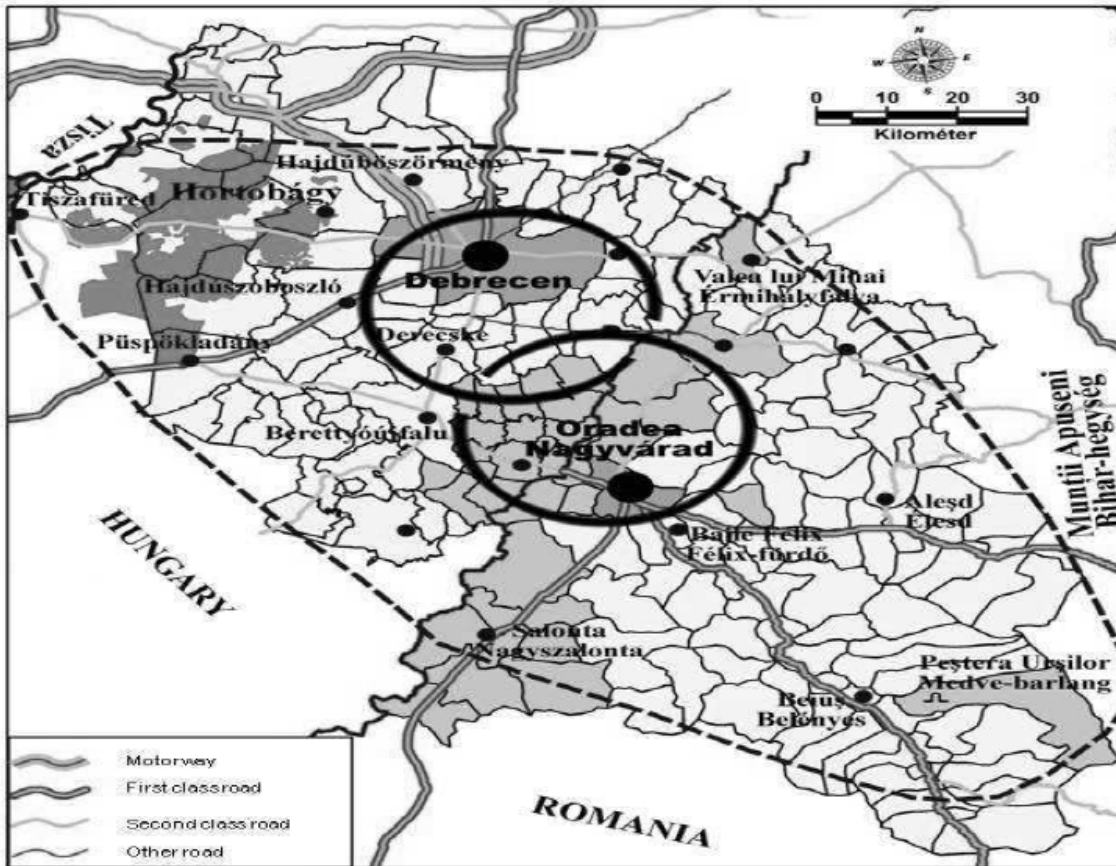 N
W E
S
0 10 20 30
Kilométer
Tisza
Hajdúböszörmény
Tiszafüred
Hortobágy
Debrecen
Valea lui Mihai
Érmihályfalva
Hajdúszoboszló
Derecske
Püspökladány
Berettyóújfalu
Oradea
Nagyvárad
Muntii Apuseni
Bihar-hegység
Aleşd
Élesd
HUNGARY
Baile Felix
Félix-fürdő
Salonta
Nagyszalonta
Peştera Urşilor
Medve-barlang
Beiuş
Belényes
ROMANIA
Motorway
First class road
Second class road
Other road